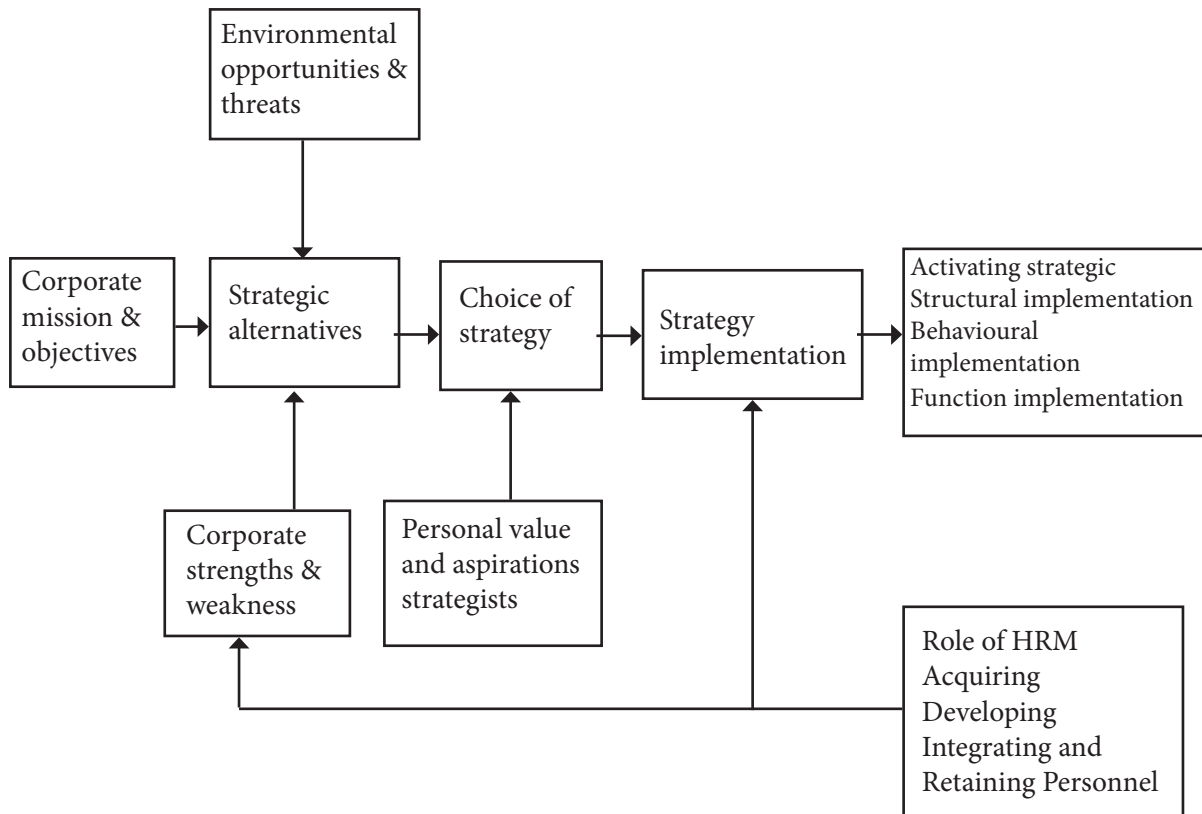 Environmental
opportunities &
threats
Corporate
mission &
objectives
Strategic
alternatives
Choice of
strategy
Strategy
implementation
Activating strategic
Structural implementation
Behavioural
implementation
Function implementation
Corporate
strengths &
weakness
Personal value
and aspirations
strategists
Role of HRM
Acquiring
Developing
Integrating and
Retaining Personnel